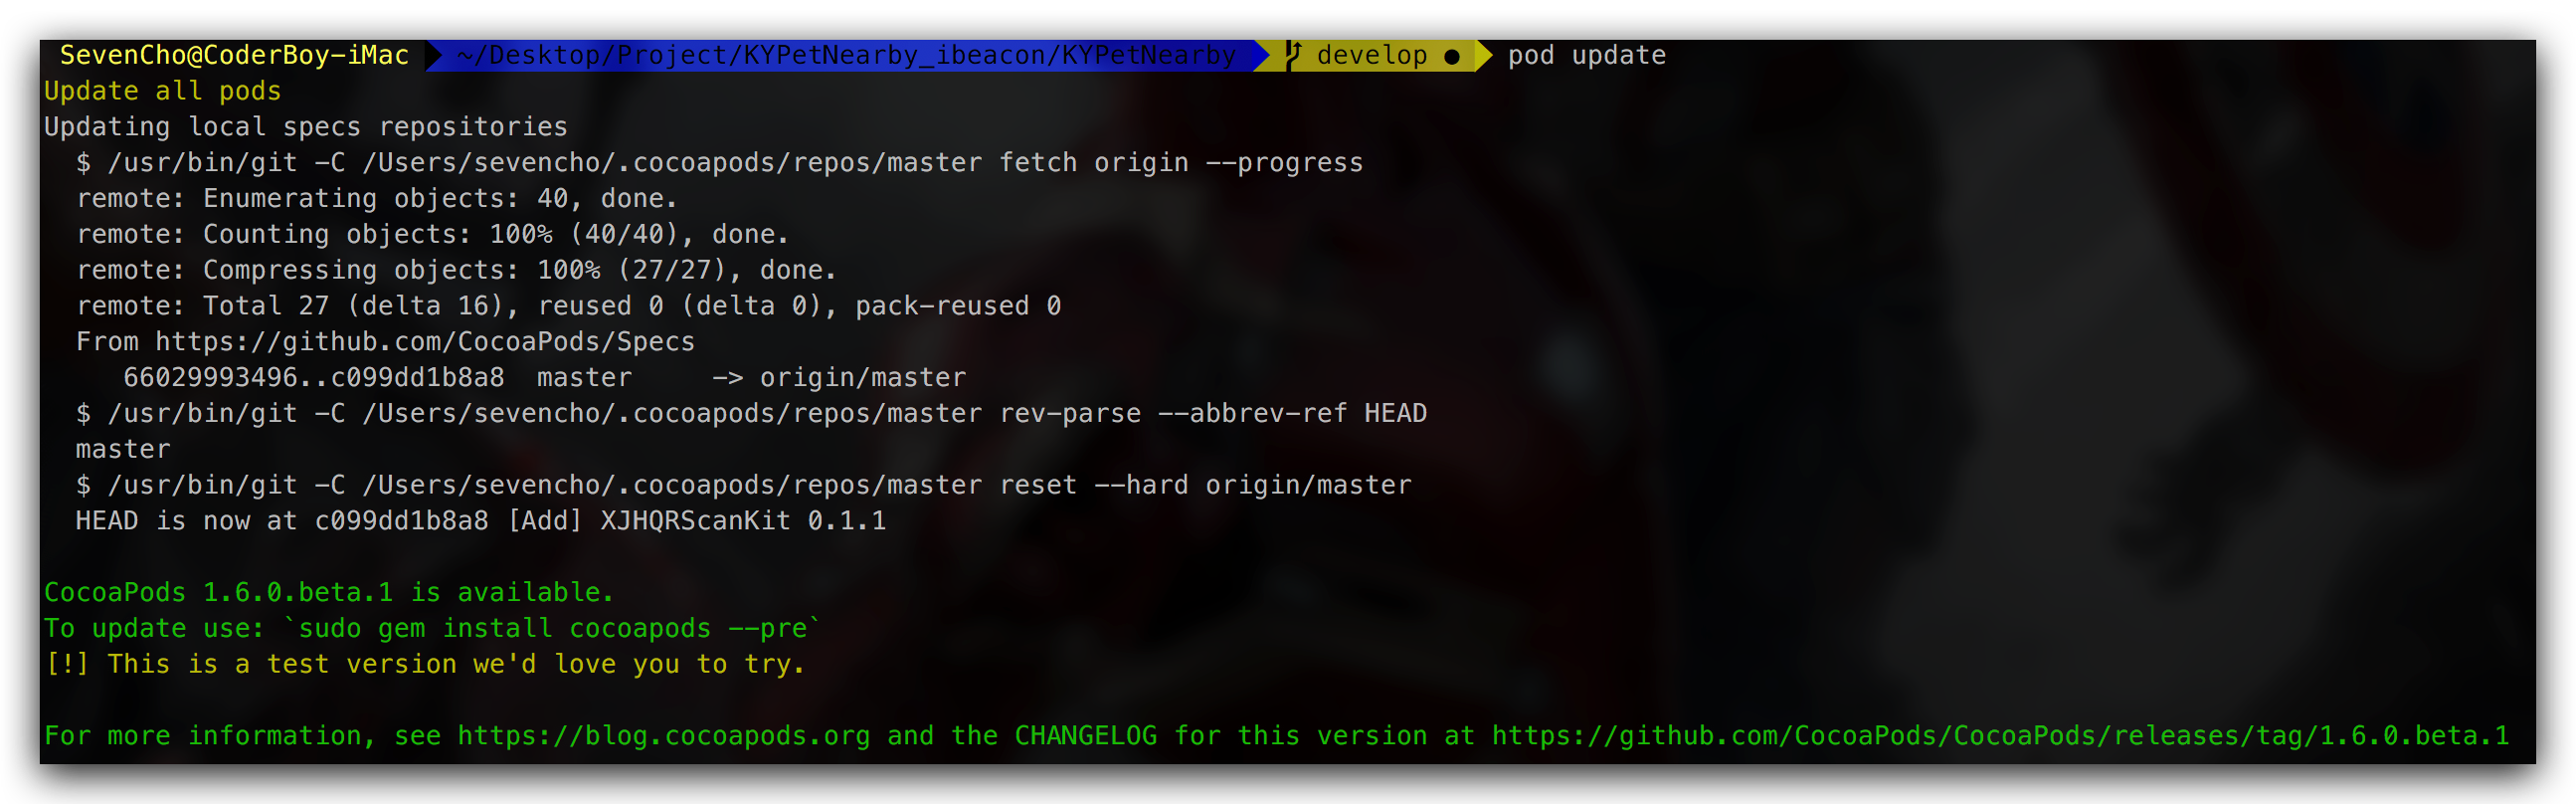 SevenCho@CoderBoy-iMac ~/Desktop/Project/KYPetNearby_ibeacon/KYPetNearby develop ● pod update
Update all pods
Updating local specs repositories
$ /usr/bin/git -C /Users/sevencho/.cocoapods/repos/master fetch origin --progress
remote: Enumerating objects: 40, done.
remote: Counting objects: 100% (40/40), done.
remote: Compressing objects: 100% (27/27), done.
remote: Total 27 (delta 16), reused 0 (delta 0), pack-reused 0
From https://github.com/CocoaPods/Specs
66029993496..c099dd1b8a8  master     -> origin/master
$ /usr/bin/git -C /Users/sevencho/.cocoapods/repos/master rev-parse --abbrev-ref HEAD
master
$ /usr/bin/git -C /Users/sevencho/.cocoapods/repos/master reset --hard origin/master
HEAD is now at c099dd1b8a8 [Add] XJHQRScanKit 0.1.1
CocoaPods 1.6.0.beta.1 is available.
To update use: `sudo gem install cocoapods --pre`
[!] This is a test version we'd love you to try.
For more information, see https://blog.cocoapods.org and the CHANGELOG for this version at https://github.com/CocoaPods/CocoaPods/releases/tag/1.6.0.beta.1